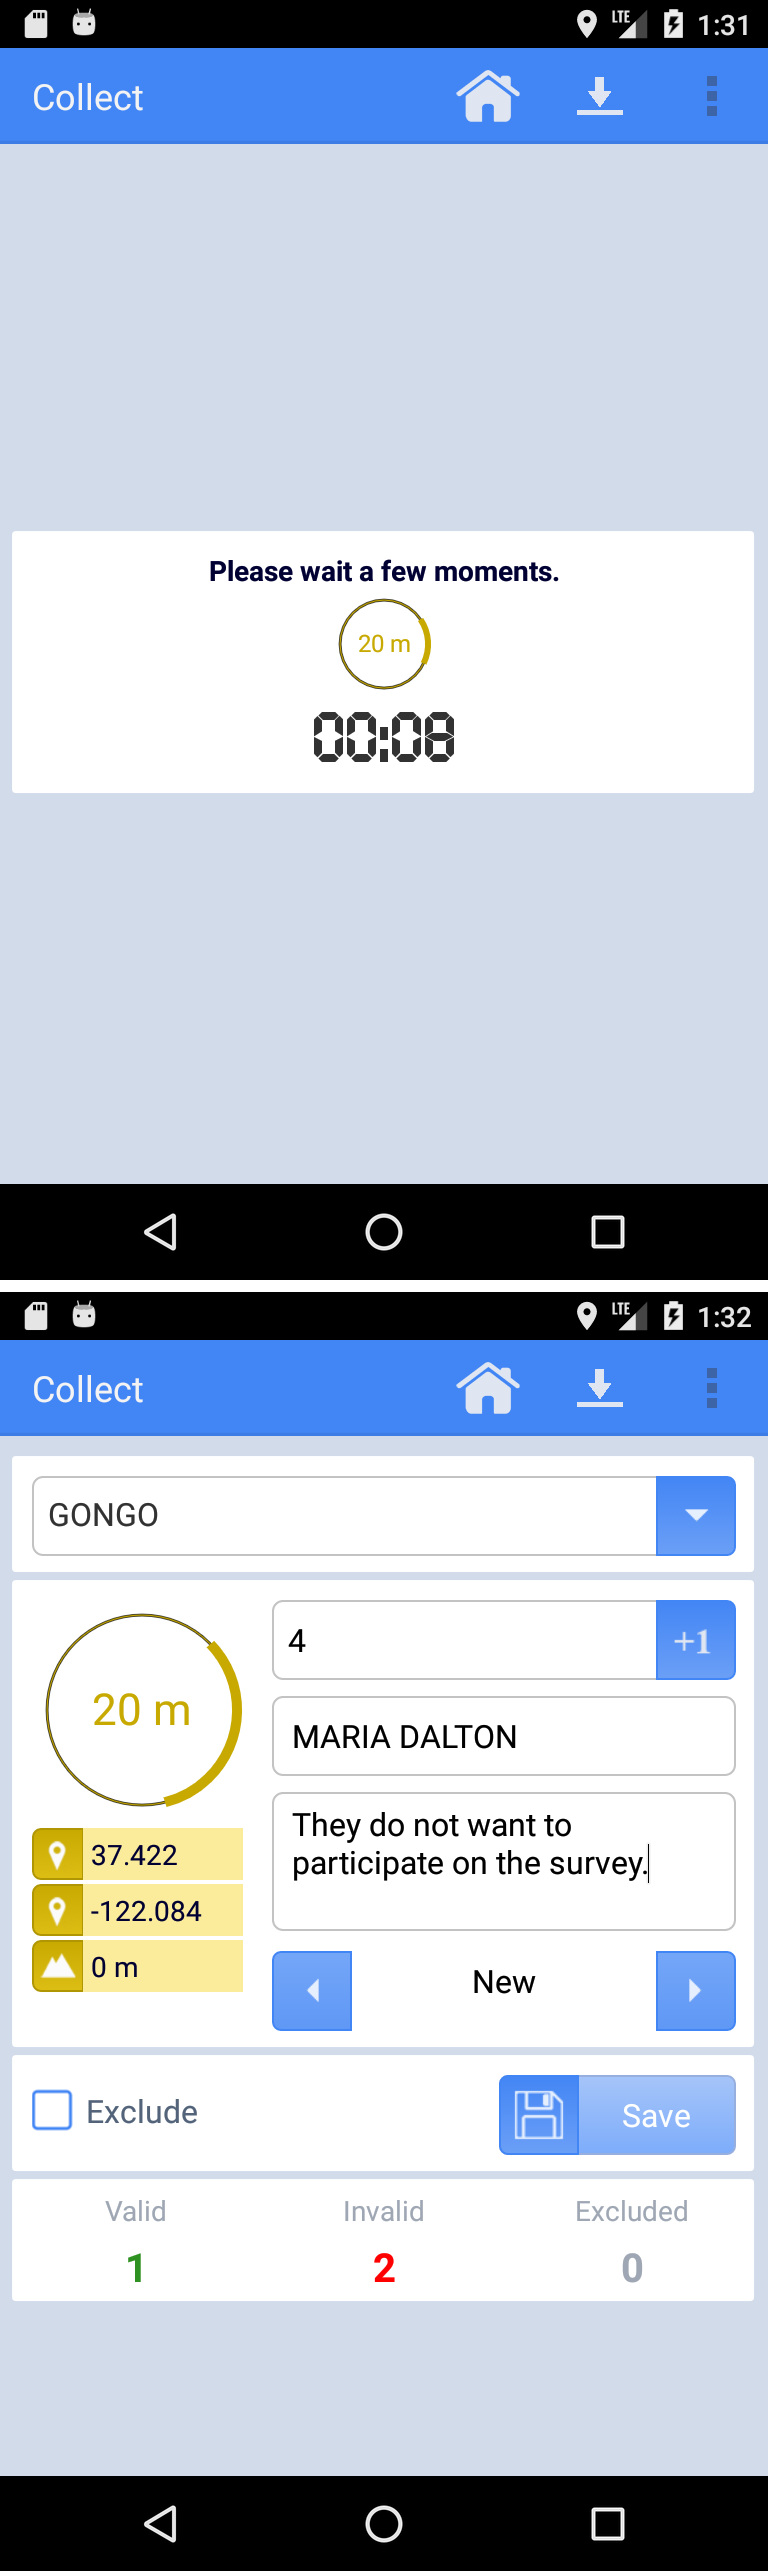 LTE 1:31
Collect
Please wait a few moments.
20 m
00:08
LTE 1:32
Collect
GONGO
4
+1
MARIA DALTON
20 m
They do not want to
participate on the survey.
37.422
-122.084
0 m
New
Exclude
Save
Valid Invalid Excluded
1 2 0